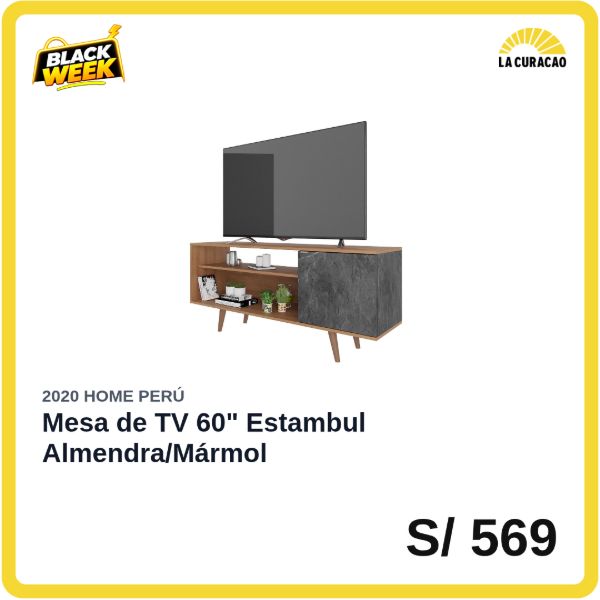 BLACK
WEEK
LA CURACAO
2020 HOME PERÚ
Mesa de TV 60" Estambul
Almendra/Mármol
S/ 569